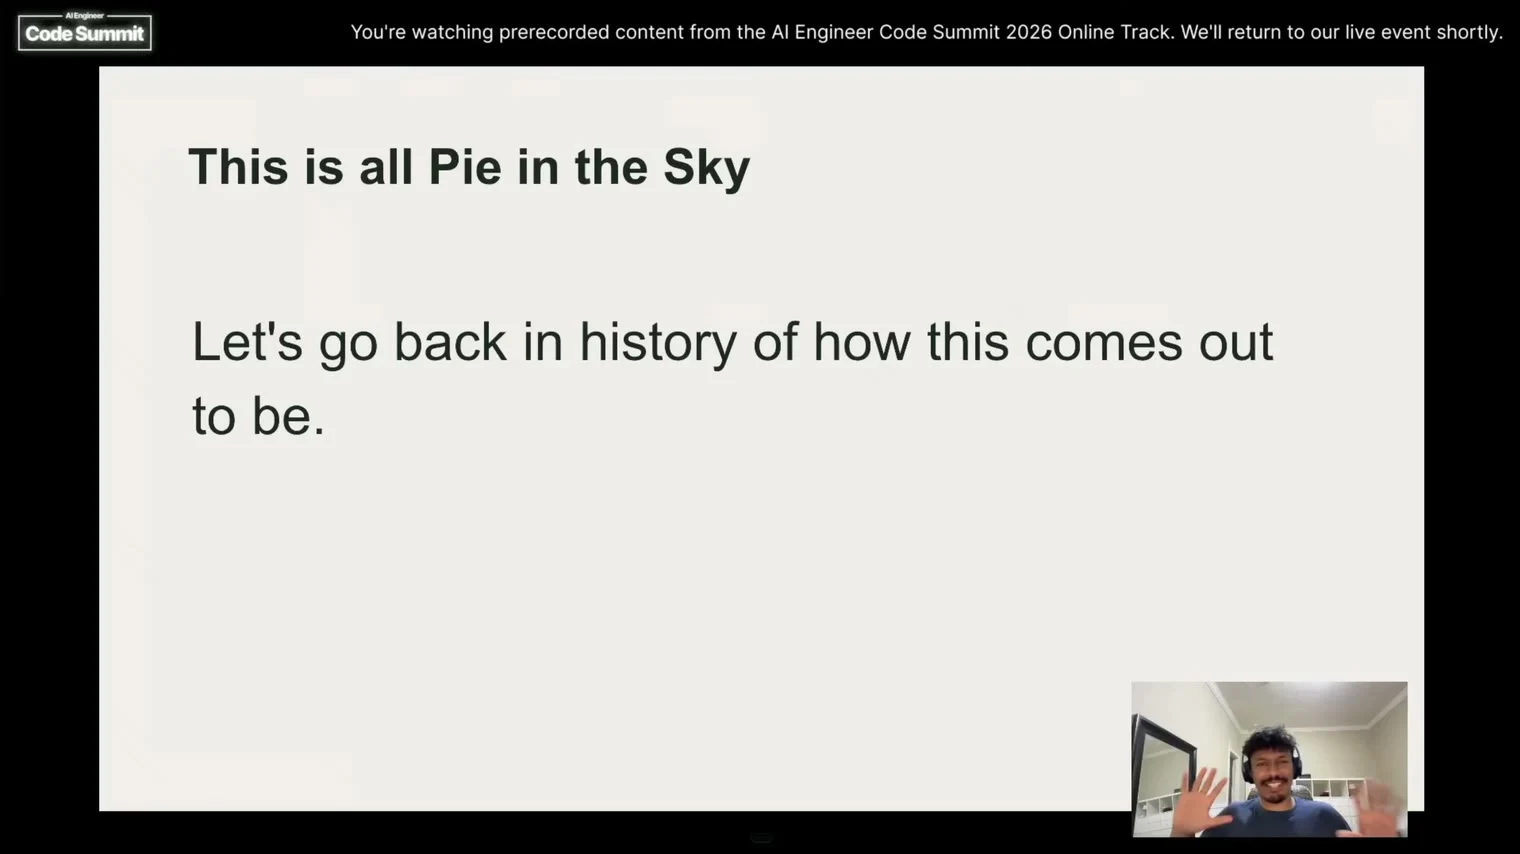 AI Engineer
Code Summit
You're watching prerecorded content from the AI Engineer Code Summit 2026 Online Track. We'll return to our live event shortly.
This is all Pie in the Sky
Let's go back in history of how this comes out
to be.